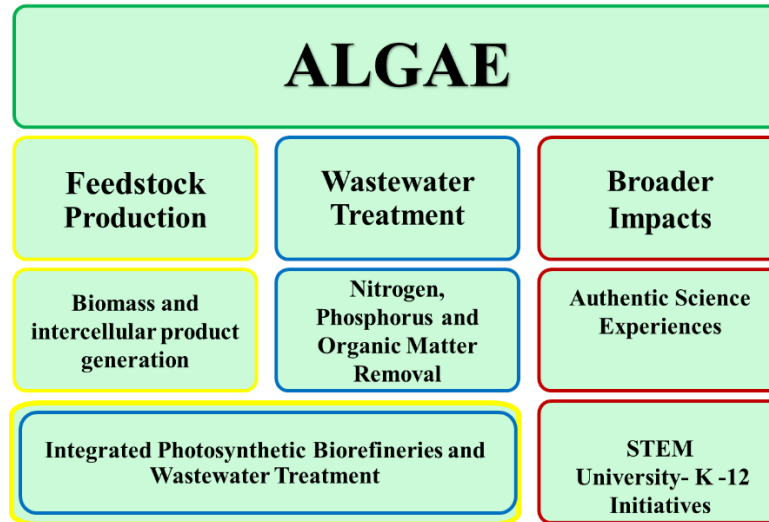 ALGAE
Feedstock
Production
Wastewater
Treatment
Broader
Impacts
Biomass and
intercellular product
generation
Nitrogen,
Phosphorus and
Organic Matter
Removal
Authentic Science
Experiences
Integrated Photosynthetic Biorefineries and
Wastewater Treatment
STEM
University- K -12
Initiatives